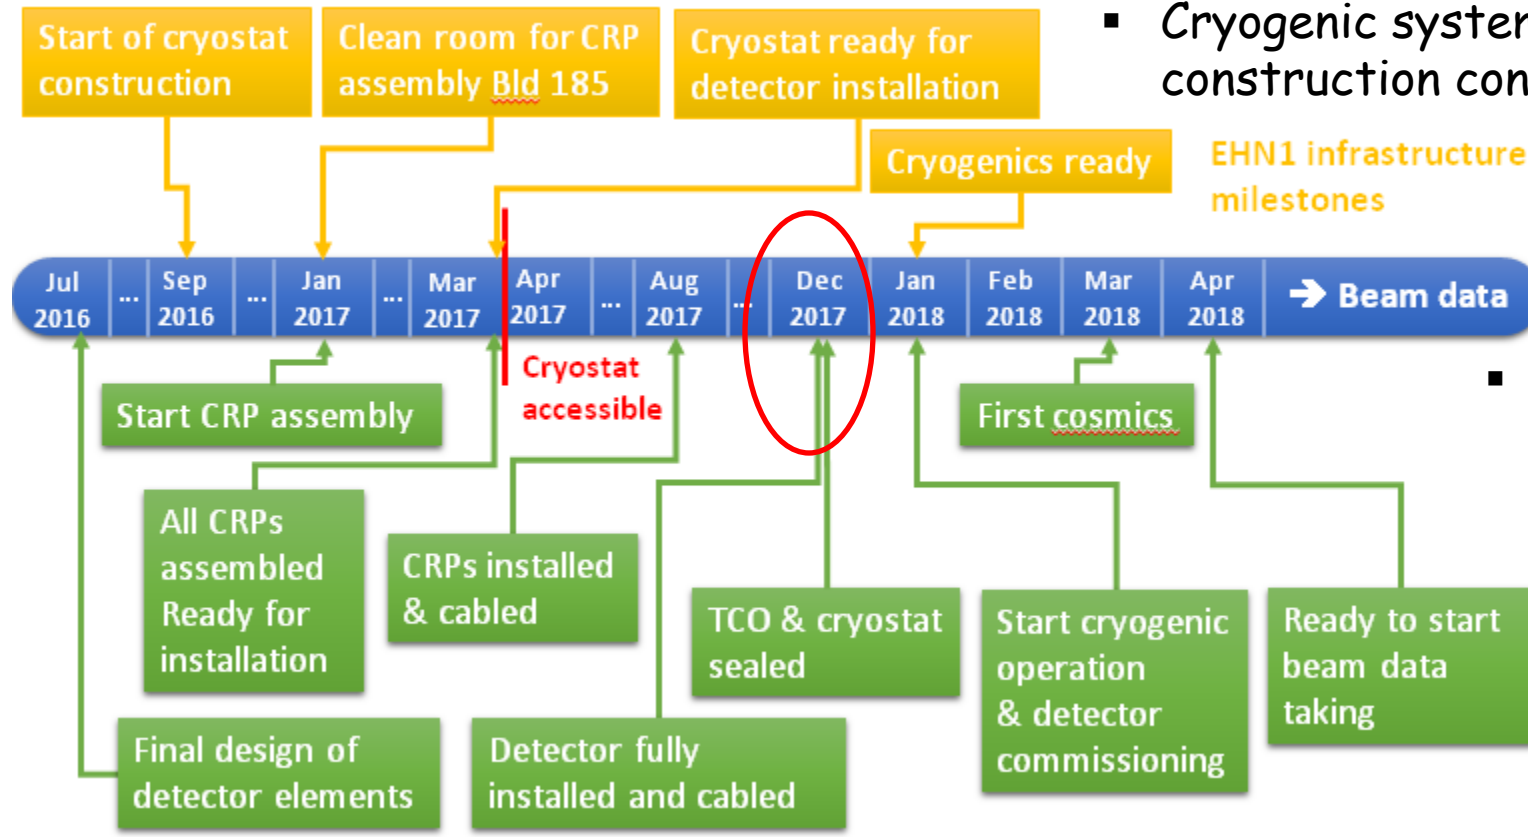 Start of cryostat
construction
Clean room for CRP
assembly Bld 185
Cryostat ready for
detector installation
▪ Cryogenic system
construction con
Cryogenics ready
EHN1 infrastructure
milestones
Jul
2016
...
Sep
2016
...
Jan
2017
...
Mar
2017
Apr
2017
...
Aug
2017
...
Dec
2017
Jan
2018
Feb
2018
Mar
2018
Apr
2018
➔ Beam data
Cryostat
accessible
▪
Start CRP assembly
First cosmics
All CRPs
assembled
Ready for
installation
CRPs installed
& cabled
TCO & cryostat
sealed
Start cryogenic
operation
& detector
commissioning
Ready to start
beam data
taking
Final design of
detector elements
Detector fully
installed and cabled